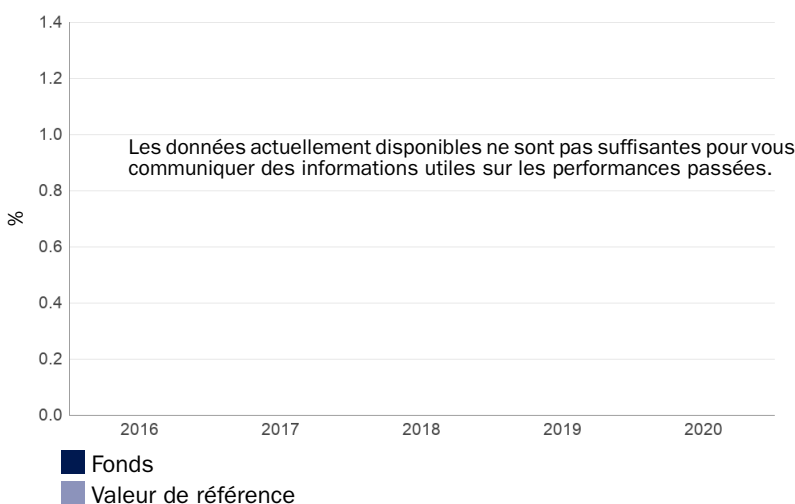 1.4
1.2
1.0
Les données actuellement disponibles ne sont pas suffisantes pour vous
communiquer des informations utiles sur les performances passées.
0.8
%
0.6
0.4
0.2
0.0
2016 2017 2018 2019 2020
Fonds
Valeur de référence